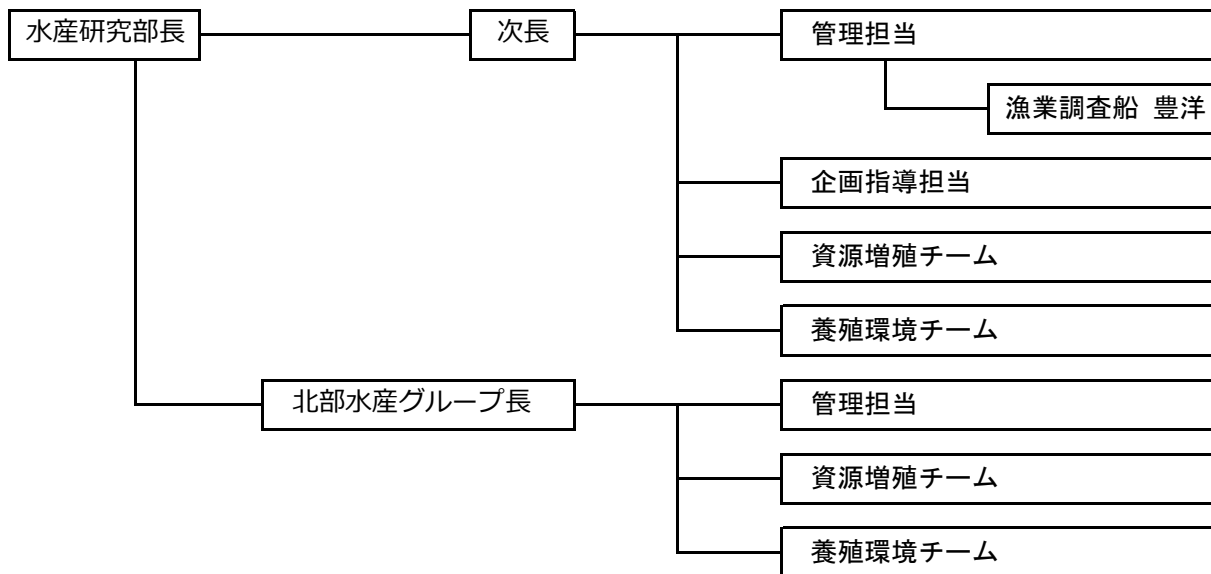 水産研究部長
次長
管理担当
漁業調査船 豊洋
企画指導担当
資源増殖チーム
養殖環境チーム
北部水産グループ長
管理担当
資源増殖チーム
養殖環境チーム